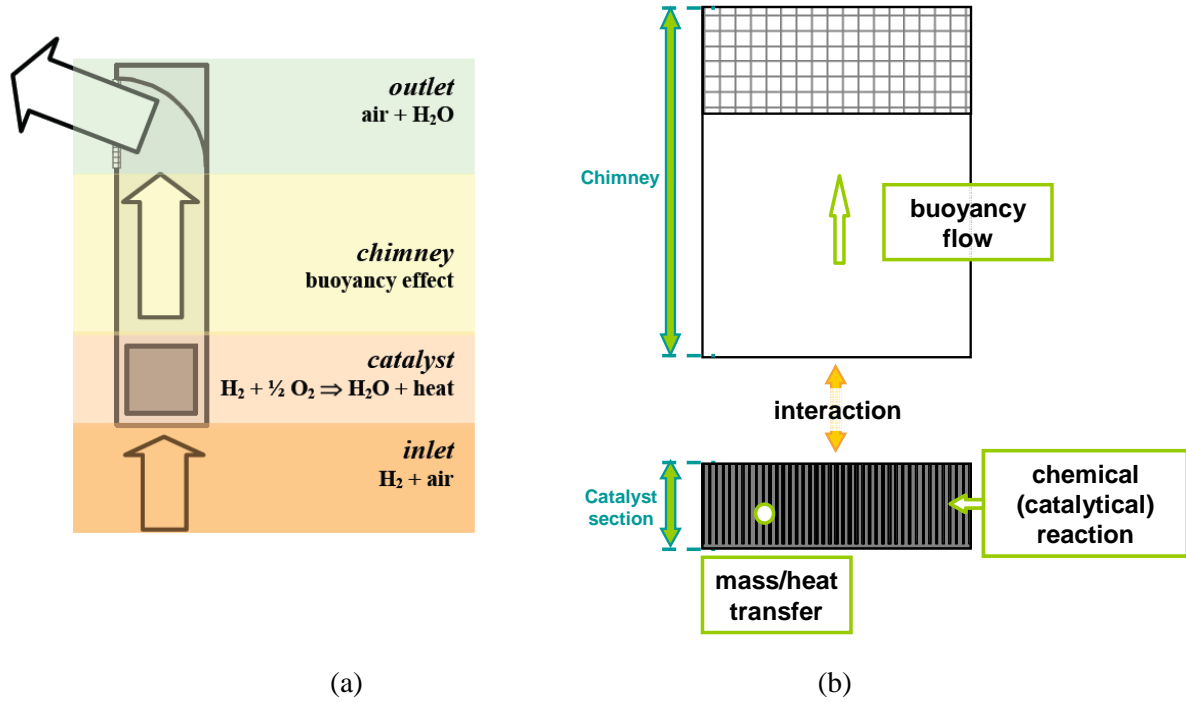 outlet
air + H₂O
chimney
buoyancy effect
catalyst
H₂ + ½ O₂ ⇒ H₂O + heat
inlet
H₂ + air
(a)
Chimney
buoyancy
flow
interaction
Catalyst
section
chemical
(catalytical)
reaction
mass/heat
transfer
(b)